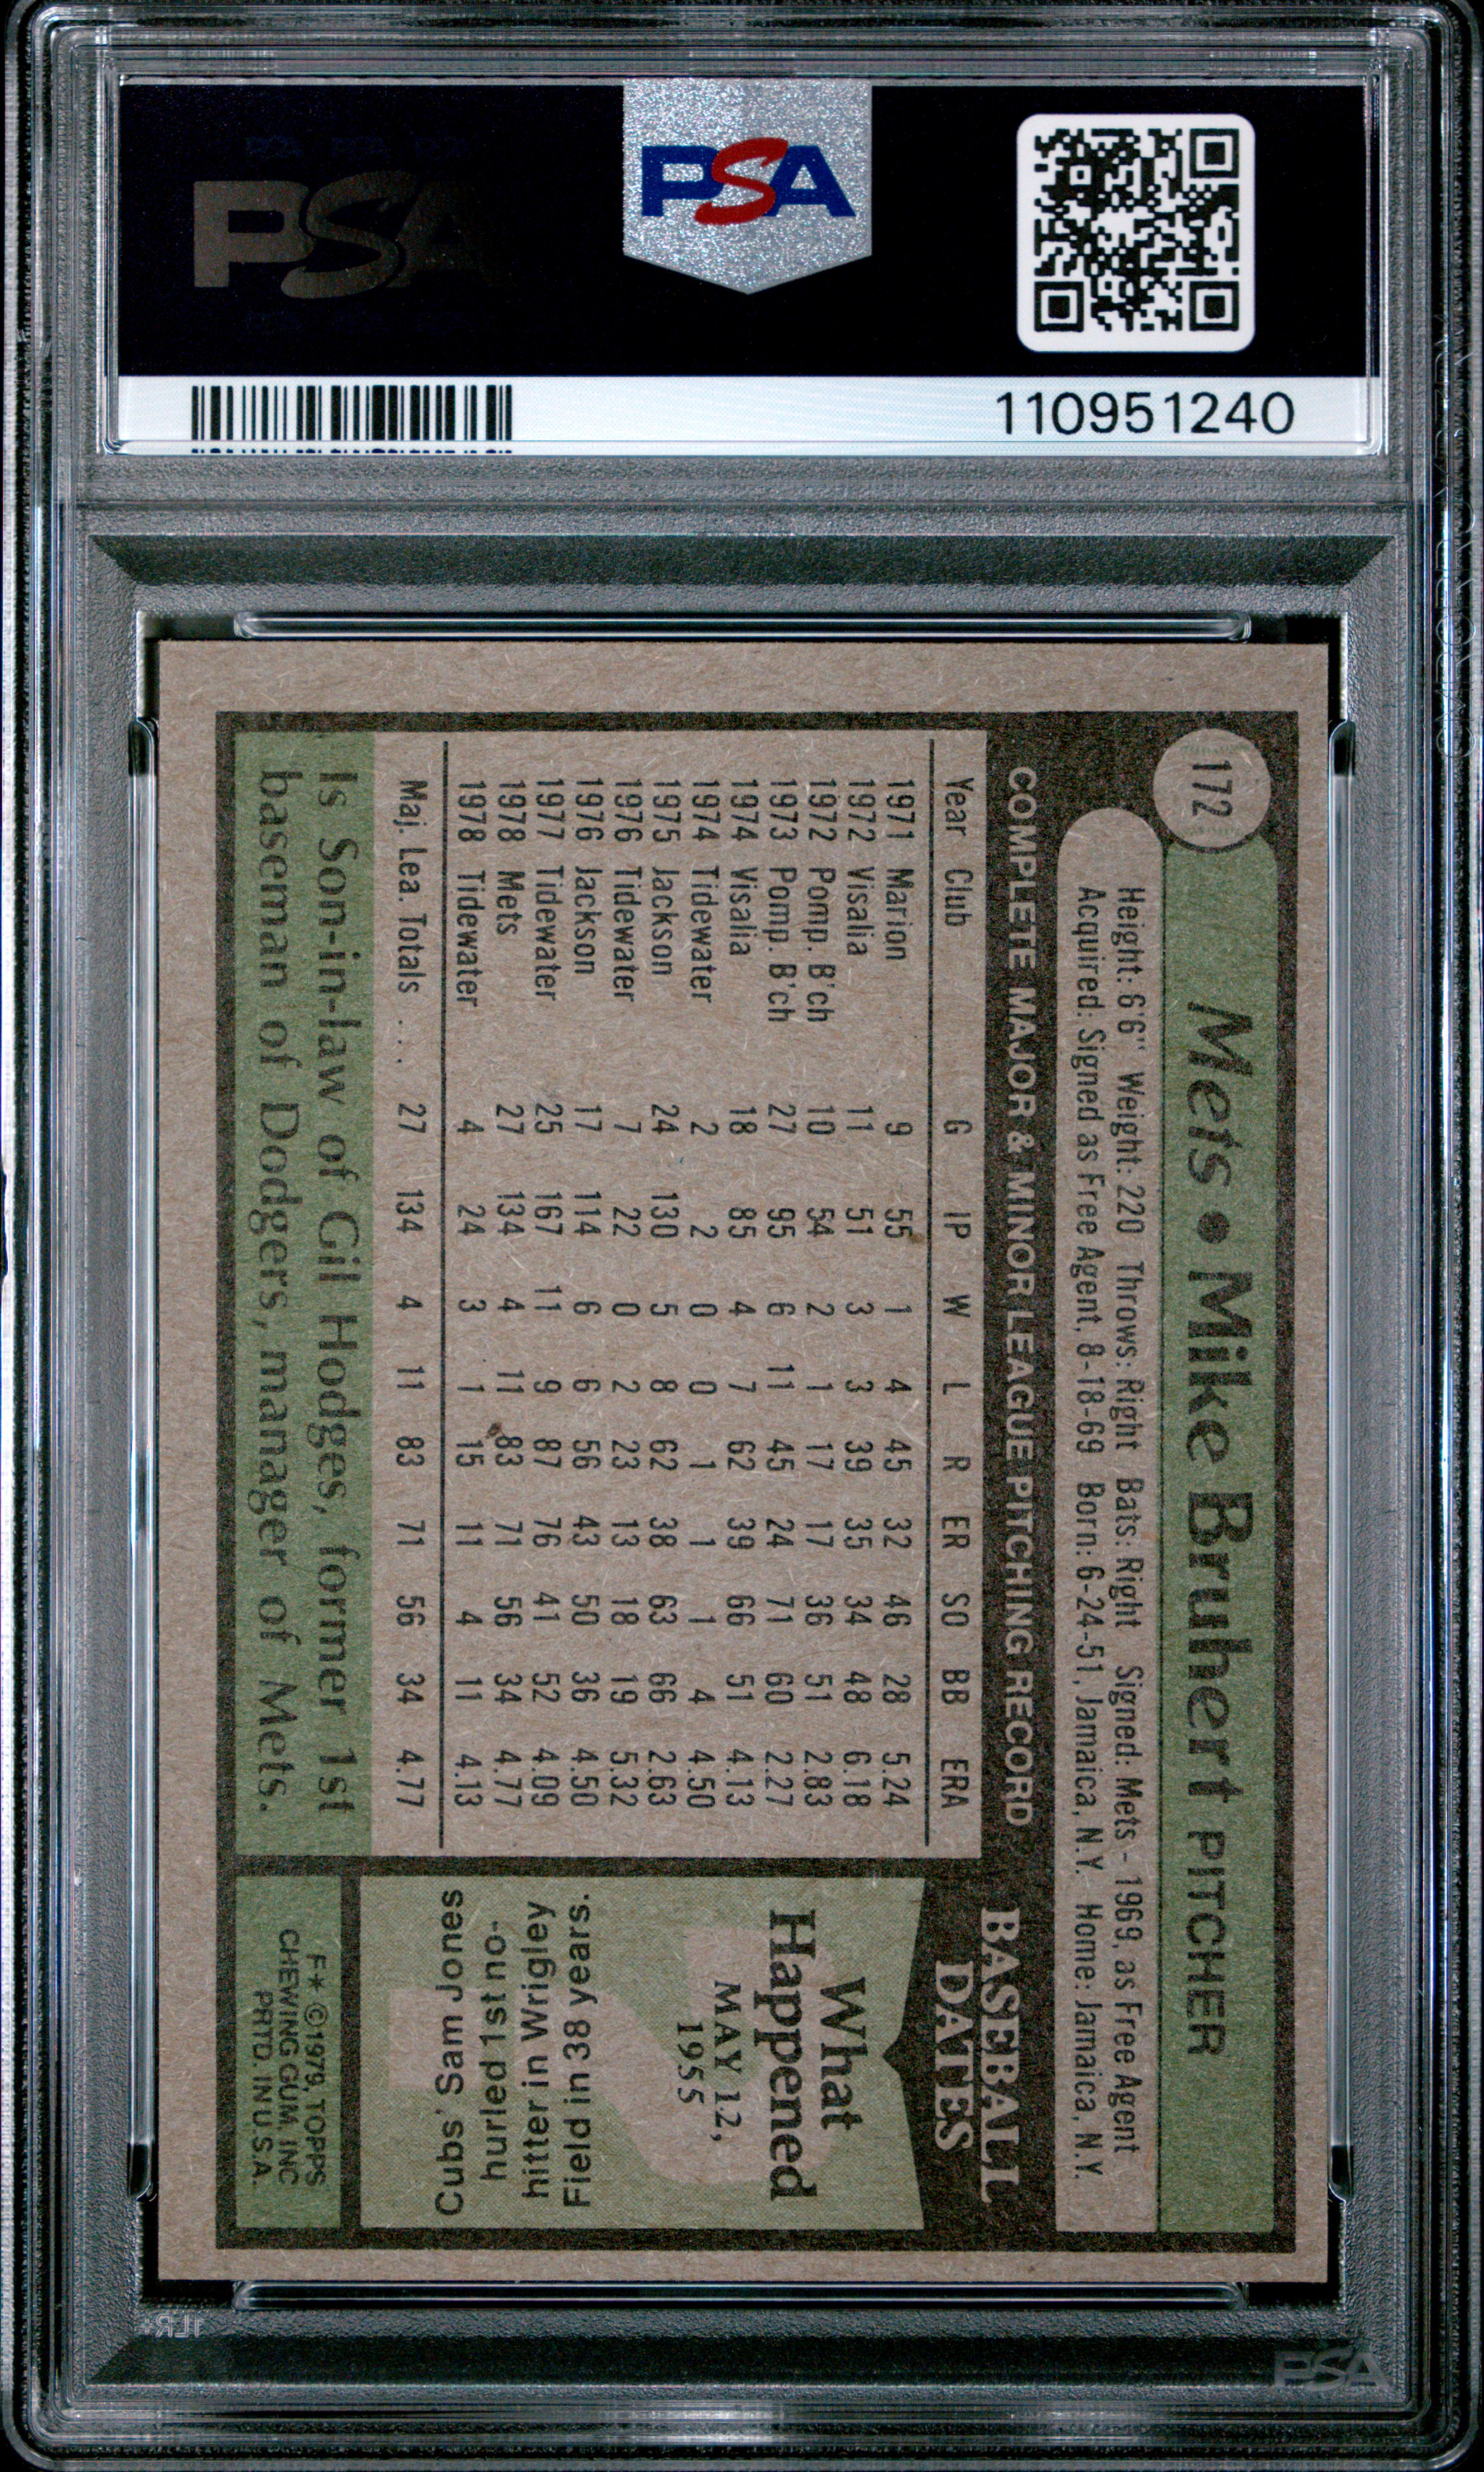 PSA
PSA
110951240
172
Mets • Mike Bruhert PITCHER
Height: 6'6" Weight: 220 Throws: Right Bats: Right Signed: Mets - 1969, as Free Agent
Acquired: Signed as Free Agent, 8-18-69 Born: 6-24-51, Jamaica, N.Y. Home: Jamaica, N.Y.
COMPLETE MAJOR & MINOR LEAGUE PITCHING RECORD
Year Club G IP W L R ER SO BB ERA
1971 Marion 9 55 1 4 45 32 46 28 5.24
1972 Visalia 11 51 3 3 39 35 34 48 6.18
1972 Pomp. B'ch 10 54 2 1 17 17 36 51 2.83
1973 Pomp. B'ch 27 95 6 11 45 24 71 60 2.27
1974 Visalia 18 85 4 7 62 39 66 51 4.13
1974 Tidewater 2 2 0 0 1 1 1 4 4.50
1975 Jackson 24 130 5 8 62 38 63 66 2.63
1976 Tidewater 7 22 0 2 23 13 18 19 5.32
1976 Jackson 17 114 6 6 56 43 50 36 4.50
1977 Tidewater 25 167 11 9 87 76 41 52 4.09
1978 Mets 27 134 4 11 83 71 56 34 4.77
1978 Tidewater 4 24 3 1 15 11 4 11 4.13
Maj. Lea. Totals . . . 27 134 4 11 83 71 56 34 4.77
Is Son-in-law of Gil Hodges, former 1st
baseman of Dodgers, manager of Mets.
BASEBALL
DATES
What
Happened
MAY 12,
1955
Cubs' Sam Jones
hurled 1st no-
hitter in Wrigley
Field in 38 years.
F* ©1979, TOPPS
CHEWING GUM, INC
PRTD. IN U.S.A.
PSA